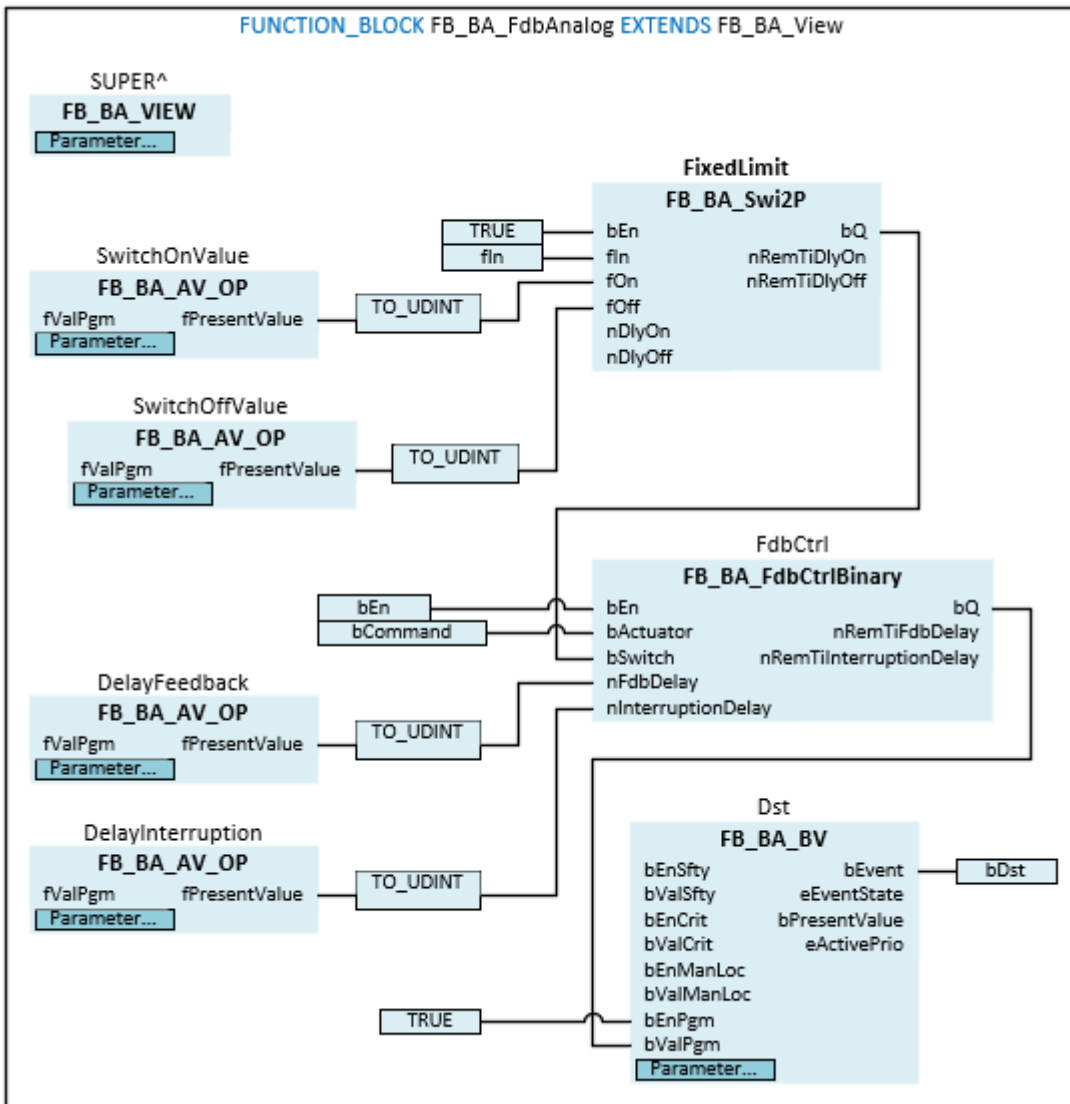 FUNCTION_BLOCK FB_BA_FdbAnalog EXTENDS FB_BA_View
SUPER^
FB_BA_VIEW
Parameter...
FixedLimit
FB_BA_Swi2P
TRUE
bEn
bQ
fIn
fIn
nRemTiDlyOn
fOn
nRemTiDlyOff
fOff
nDlyOn
nDlyOff
SwitchOnValue
FB_BA_AV_OP
fValPgm
fPresentValue
Parameter...
TO_UDINT
SwitchOffValue
FB_BA_AV_OP
fValPgm
fPresentValue
Parameter...
TO_UDINT
FdbCtrl
FB_BA_FdbCtrlBinary
bEn
bEn
bQ
bCommand
bActuator
nRemTiFdbDelay
bSwitch
nRemTiInterruptionDelay
nFdbDelay
nInterruptionDelay
DelayFeedback
FB_BA_AV_OP
fValPgm
fPresentValue
Parameter...
TO_UDINT
DelayInterruption
FB_BA_AV_OP
fValPgm
fPresentValue
Parameter...
TO_UDINT
Dst
FB_BA_BV
bEnSfty
bEvent
bDst
bValSfty
eEventState
bEnCrit
bPresentValue
bValCrit
eActivePrio
bEnManLoc
bValManLoc
TRUE
bEnPgm
bValPgm
Parameter...